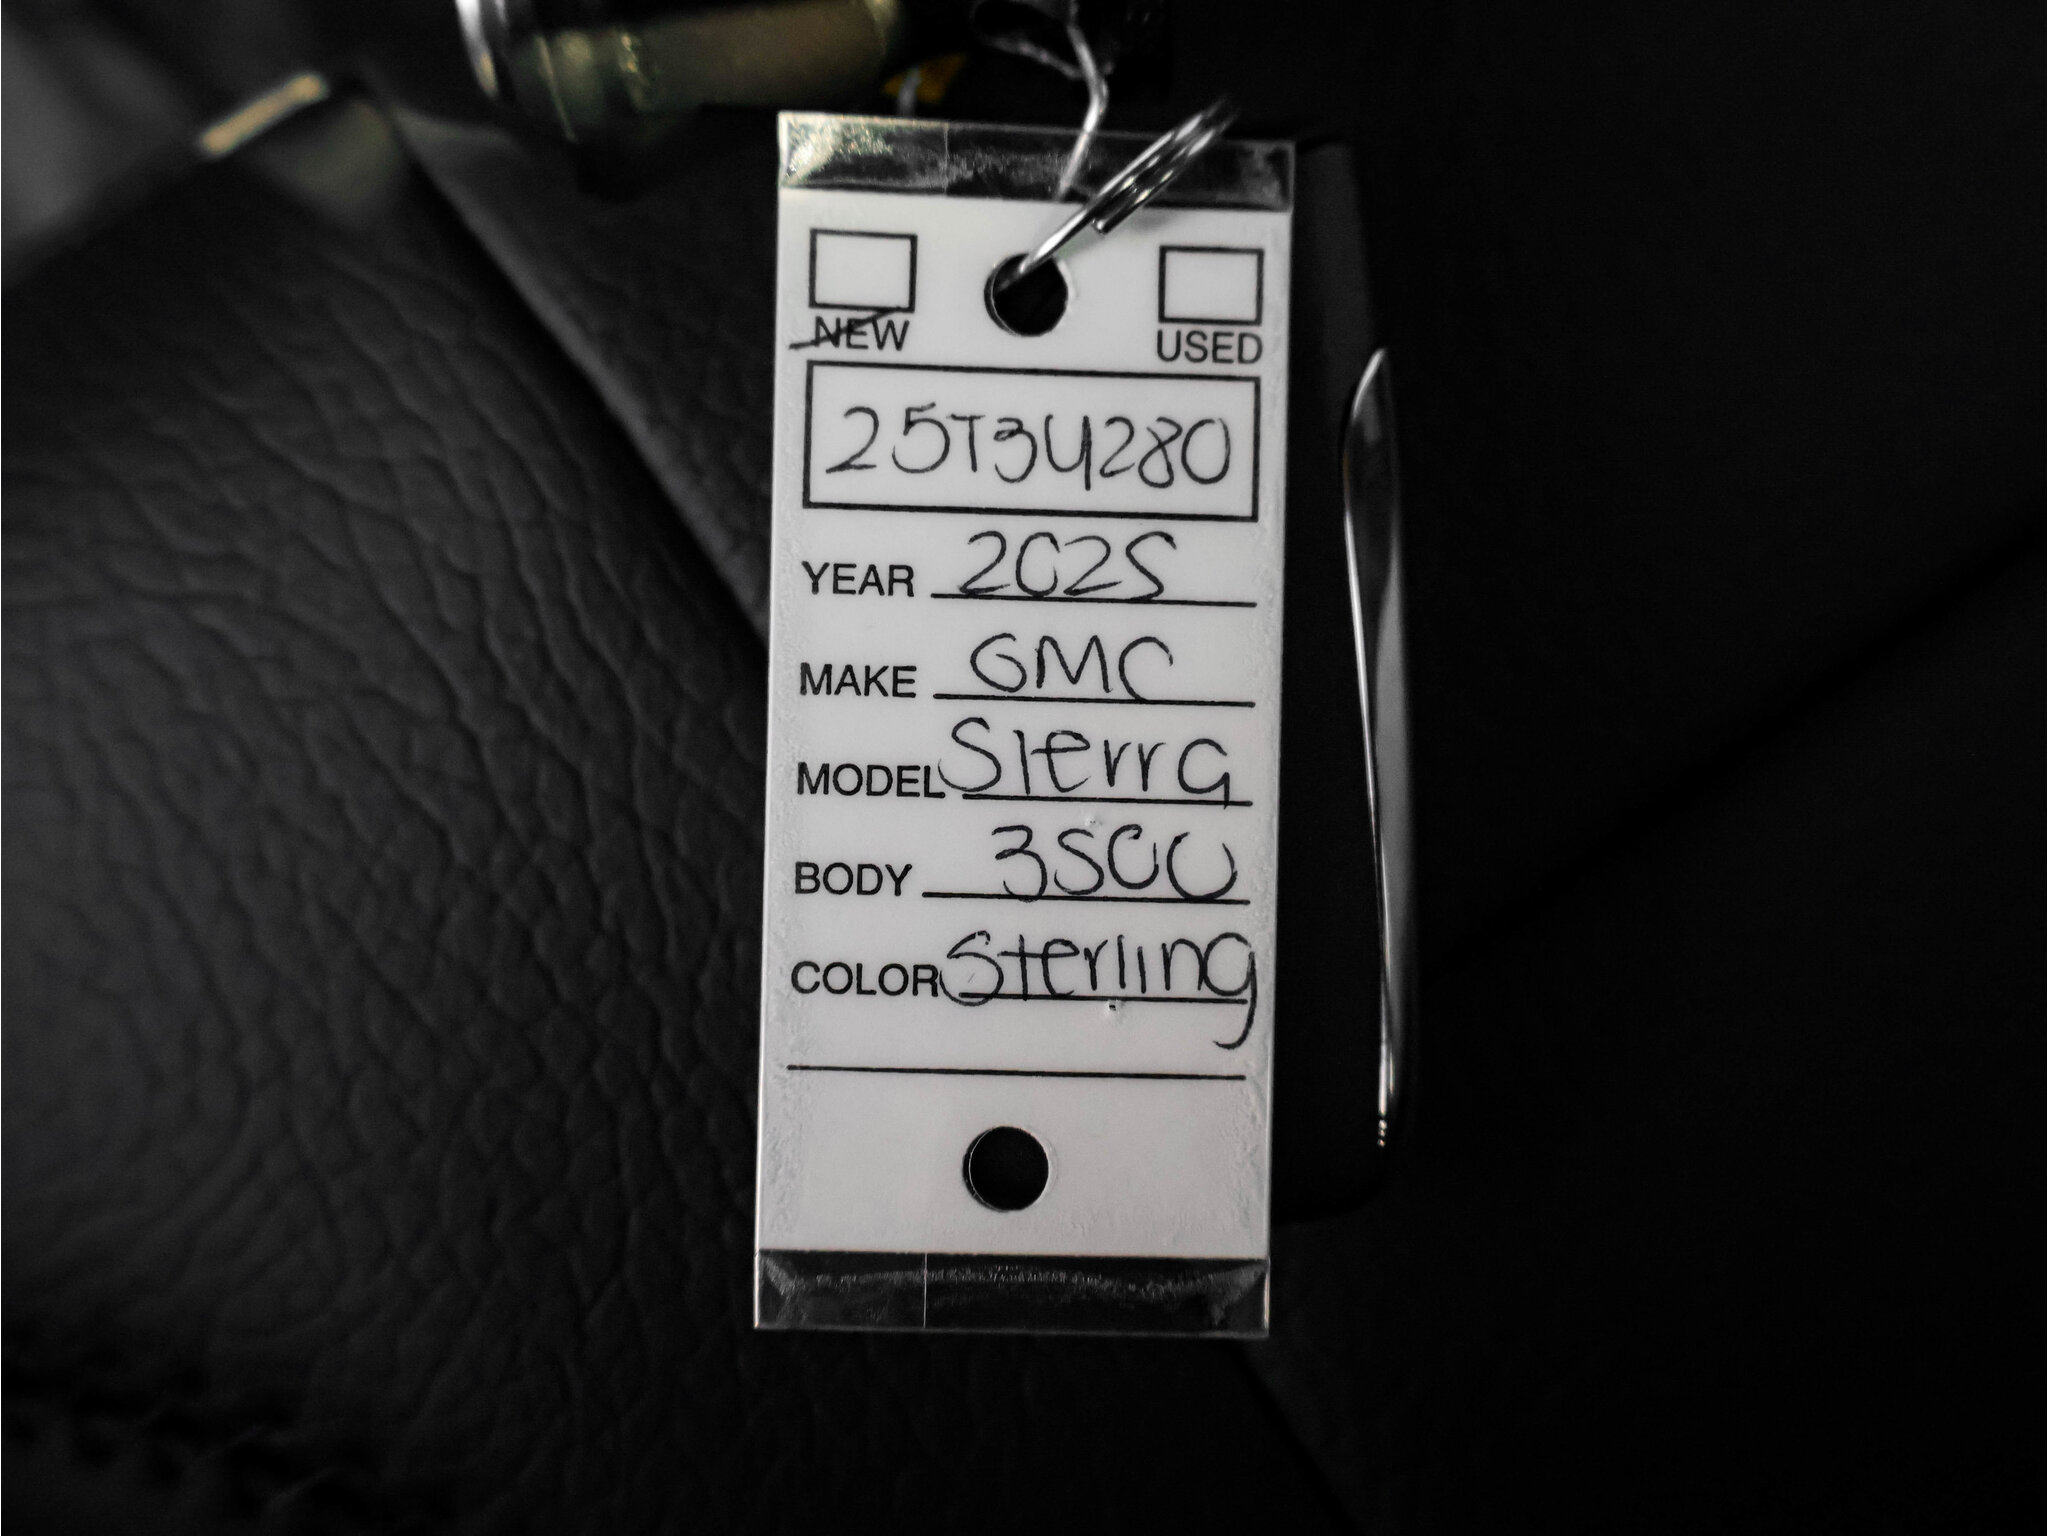 NEW USED
25T34280
YEAR 2025
MAKE GMC
MODEL Sierra
BODY 3500
COLOR Sterling